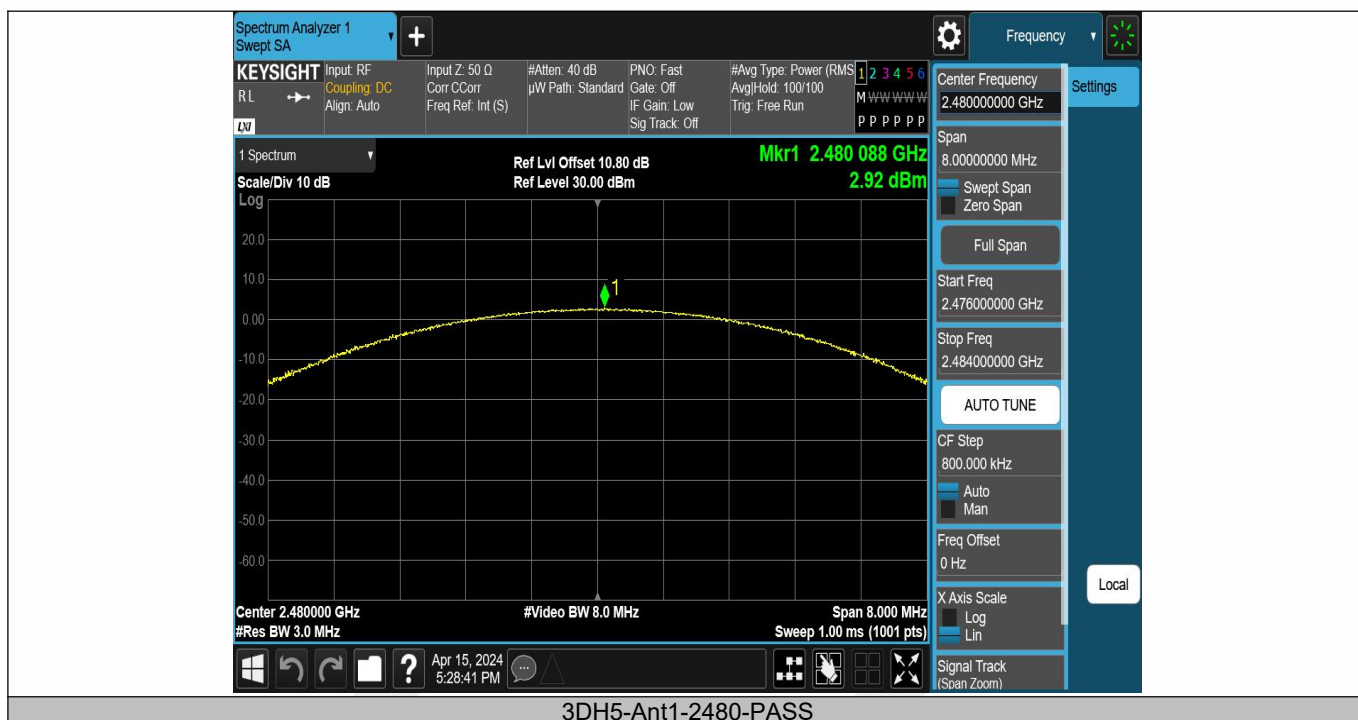 Spectrum Analyzer 1
Swept SA
Frequency
KEYSIGHT
R L
LXI
Input: RF
Coupling: DC
Align: Auto
Input Z: 50 Ω
Corr CCorr
Freq Ref: Int (S)
#Atten: 40 dB
µW Path: Standard
PNO: Fast
Gate: Off
IF Gain: Low
Sig Track: Off
#Avg Type: Power (RMS
Avg|Hold: 100/100
Trig: Free Run
1 2 3 4 5 6
M W W W W W
P P P P P P
1 Spectrum
Scale/Div 10 dB
Log
Ref Lvl Offset 10.80 dB
Ref Level 30.00 dBm
Mkr1 2.480 088 GHz
2.92 dBm
1
20.0
10.0
0.00
-10.0
-20.0
-30.0
-40.0
-50.0
-60.0
Center 2.480000 GHz
#Res BW 3.0 MHz
#Video BW 8.0 MHz
Span 8.000 MHz
Sweep 1.00 ms (1001 pts)
Apr 15, 2024
5:28:41 PM
Center Frequency
2.480000000 GHz
Settings
Span
8.00000000 MHz
Swept Span
Zero Span
Full Span
Start Freq
2.476000000 GHz
Stop Freq
2.484000000 GHz
AUTO TUNE
CF Step
800.000 kHz
Auto
Man
Freq Offset
0 Hz
Local
X Axis Scale
Log
Lin
Signal Track
(Span Zoom)
3DH5-Ant1-2480-PASS